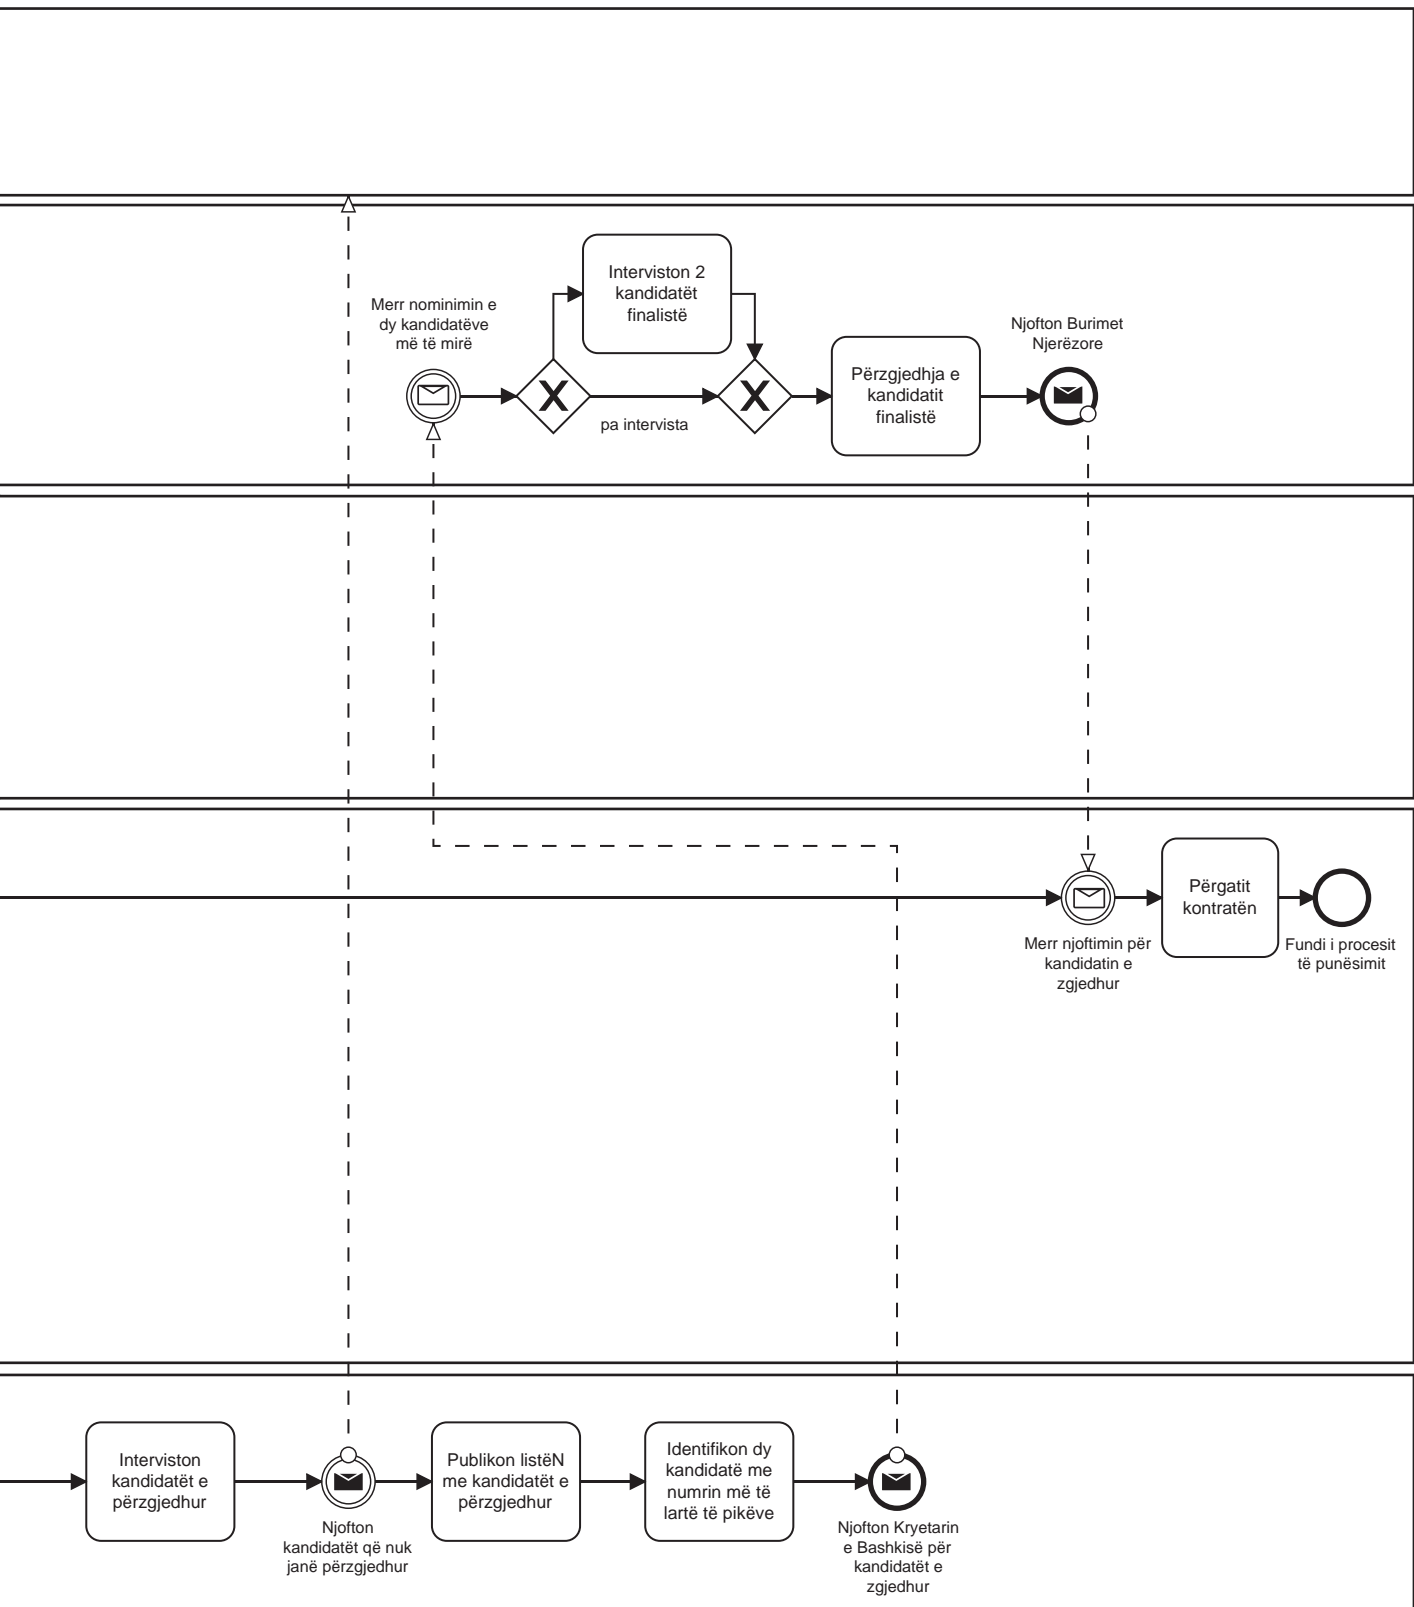 Interviston 2
kandidatët
finalistë
Merr nominimin e
dy kandidatëve
më të mirë
Njofton Burimet
Njerëzore
Përzgjedhja e
kandidatit
finalistë
pa intervista
Përgatit
kontratën
Merr njoftimin për
kandidatin e
zgjedhur
Fundi i procesit
të punësimit
Interviston
kandidatët e
përzgjedhur
Njofton
kandidatët që nuk
janë përzgjedhur
Publikon listëN
me kandidatët e
përzgjedhur
Identifikon dy
kandidatë me
numrin më të
lartë të pikëve
Njofton Kryetarin
e Bashkisë për
kandidatët e
zgjedhur